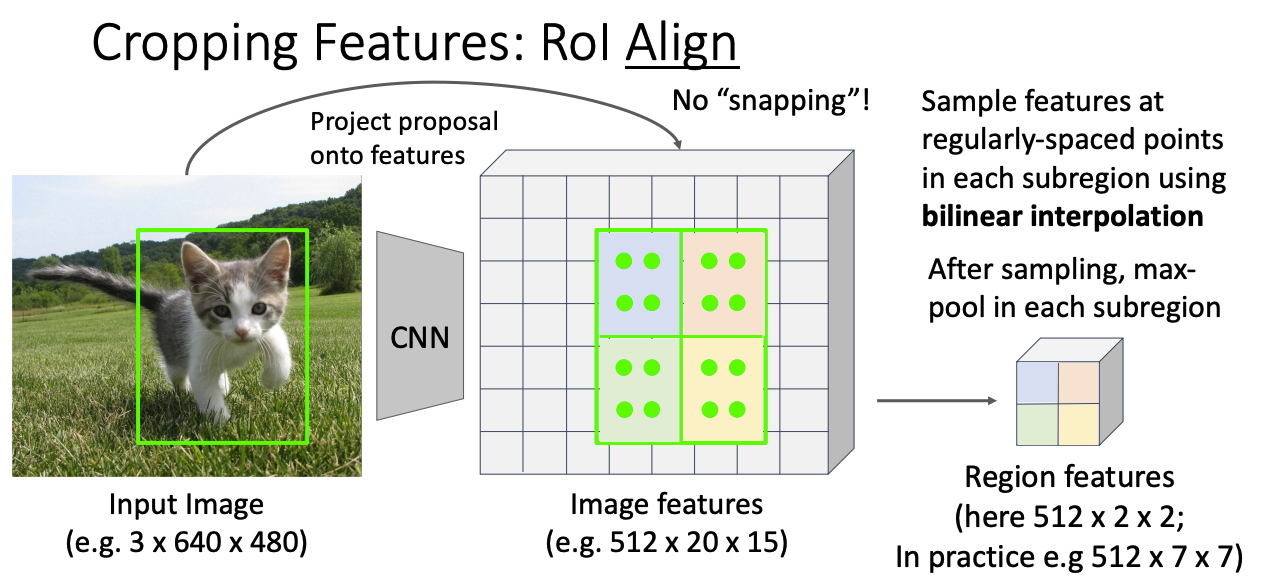 Cropping Features: RoI Align
No “snapping”!
Project proposal
onto features
Sample features at
regularly-spaced points
in each subregion using
bilinear interpolation
After sampling, max-
pool in each subregion
CNN
Input Image
(e.g. 3 x 640 x 480)
Image features
(e.g. 512 x 20 x 15)
Region features
(here 512 x 2 x 2;
In practice e.g 512 x 7 x 7)